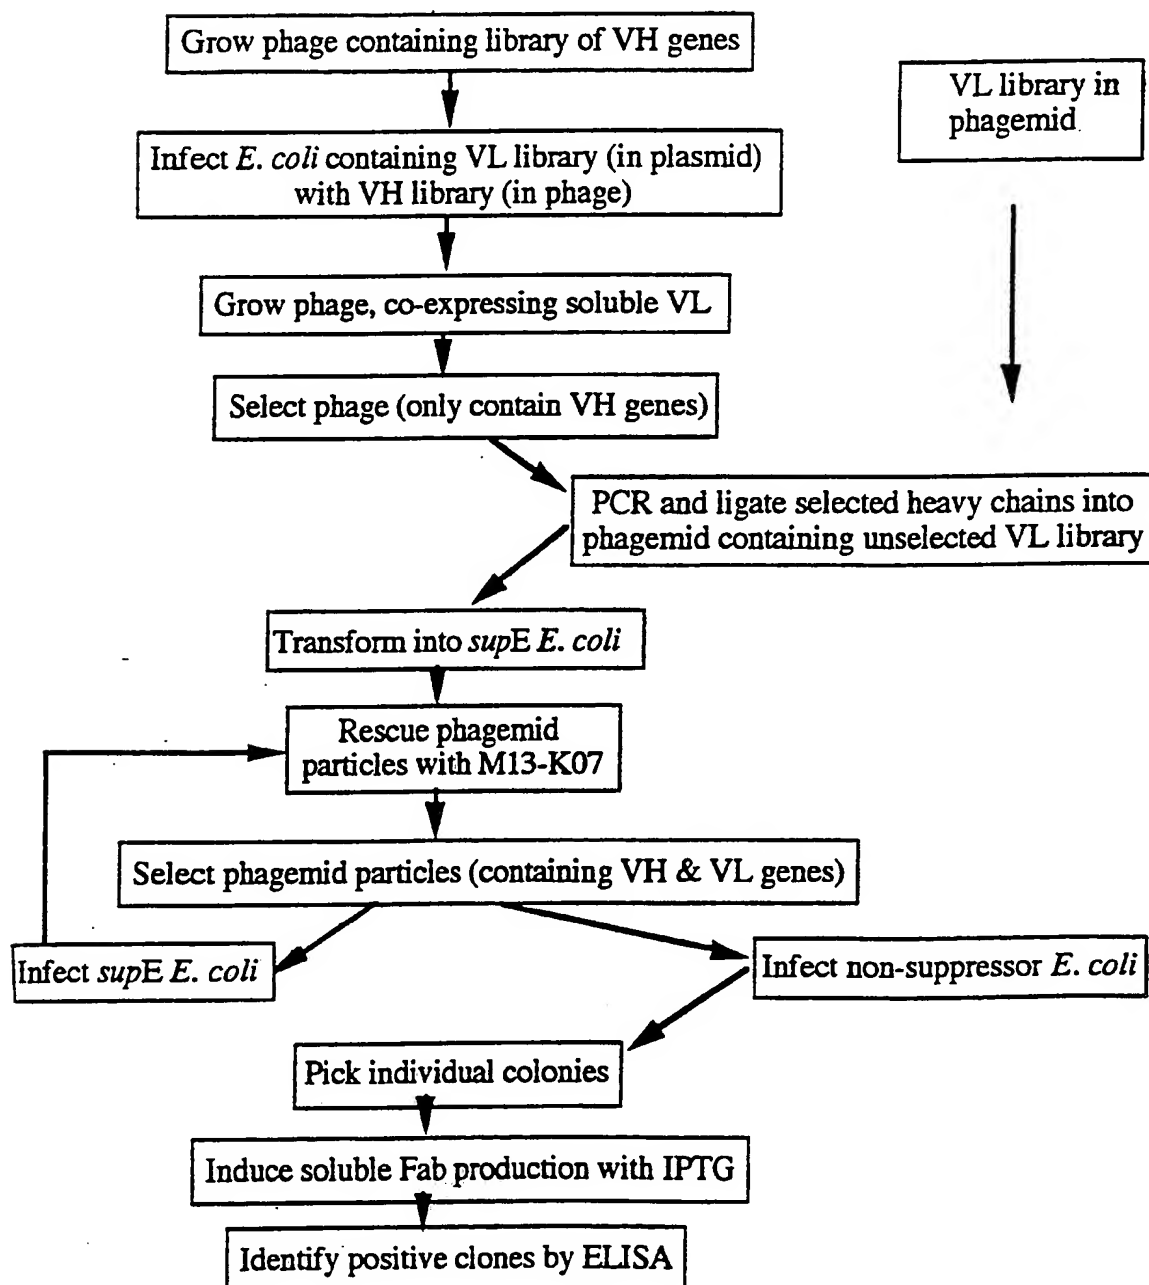 Grow phage containing library of VH genes
VL library in
phagemid.
Infect E. coli containing VL library (in plasmid)
with VH library (in phage)
Grow phage, co-expressing soluble VL
Select phage (only contain VH genes)
PCR and ligate selected heavy chains into
phagemid containing unselected VL library
Transform into supE E. coli
Rescue phagemid
particles with M13-K07
Select phagemid particles (containing VH & VL genes)
Infect supE E. coli
Infect non-suppressor E. coli
Pick individual colonies
Induce soluble Fab production with IPTG
Identify positive clones by ELISA